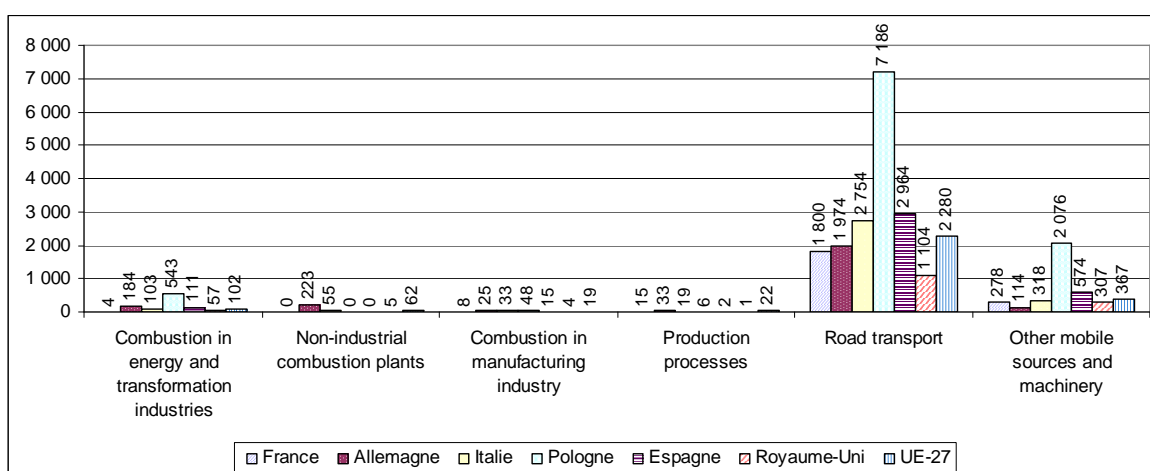 8 000
7 000
6 000
5 000
4 000
3 000
2 000
1 000
0
4 184 103 543 111 57 102
0 223 55 0 0 5 62
8 25 33 48 15 4 19
15 33 19 6 2 1 22
1 800 1 974 2 754 7 186 2 964 1 104 2 280
278 114 318 2 076 574 307 367
Combustion in
energy and
transformation
industries
Non-industrial
combustion plants
Combustion in
manufacturing
industry
Production
processes
Road transport
Other mobile
sources and
machinery
France Allemagne Italie Pologne Espagne Royaume-Uni UE-27